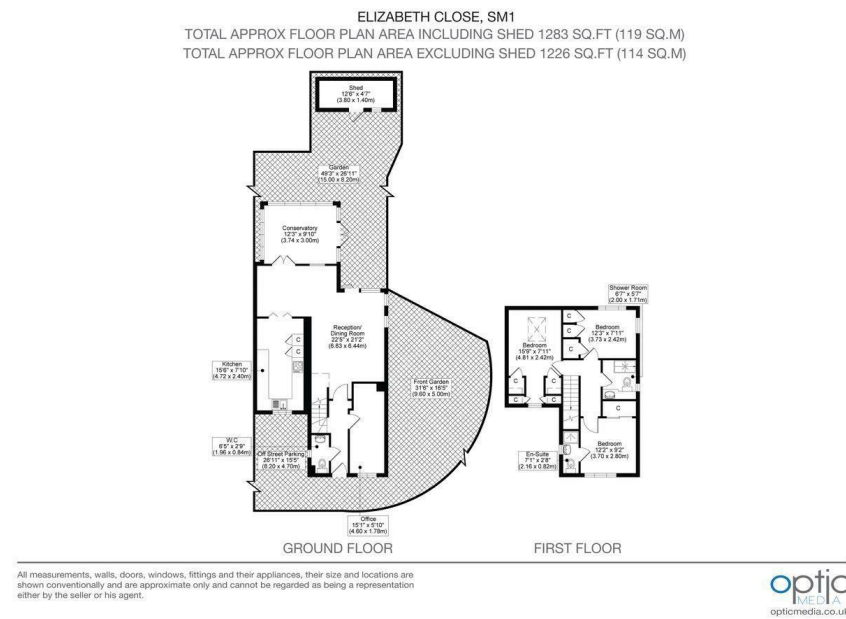 ELIZABETH CLOSE, SM1
TOTAL APPROX FLOOR PLAN AREA INCLUDING SHED 1283 SQ.FT (119 SQ.M)
TOTAL APPROX FLOOR PLAN AREA EXCLUDING SHED 1226 SQ.FT (114 SQ.M)
Shed
12'6" x 4'7"
(3.80 x 1.40m)
Garden
49'3" x 26'11"
(15.00 x 8.20m)
Conservatory
12'3" x 9'10"
(3.74 x 3.00m)
Reception/
Dining Room
22'5" x 21'2"
(6.83 x 6.44m)
C
C
Kitchen
15'6" x 7'10"
(4.72 x 2.40m)
Front Garden
31'6" x 16'5"
(9.60 x 5.00m)
W.C
6'5" x 2'9"
(1.96 x 0.84m)
Off Street Parking
26'11" x 15'5"
(8.20 x 4.70m)
Office
15'1" x 5'10"
(4.60 x 1.78m)
GROUND FLOOR
Shower Room
6'7" x 5'7"
(2.00 x 1.71m)
C
C
C
Bedroom
12'3" x 7'11"
(3.73 x 2.42m)
Bedroom
15'9" x 7'11"
(4.81 x 2.42m)
C
C
C
C
C
En-Suite
7'1" x 2'8"
(2.16 x 0.82m)
Bedroom
12'2" x 9'2"
(3.70 x 2.80m)
FIRST FLOOR
All measurements, walls, doors, windows, fittings and their appliances, their size and locations are
shown conventionally and are approximate only and cannot be regarded as being a representation
either by the seller or his agent.
optic
MEDIA
opticmedia.co.uk